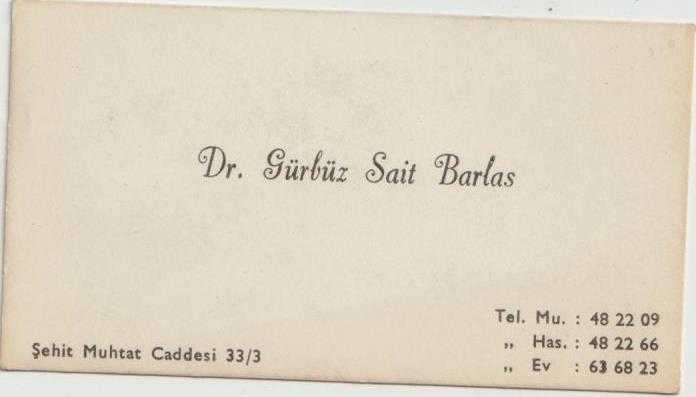 Dr. Gürbüz Sait Barlas
Şehit Muhtat Caddesi 33/3
Tel. Mu. : 48 22 09
„ Has. : 48 22 66
„ Ev : 63 68 23